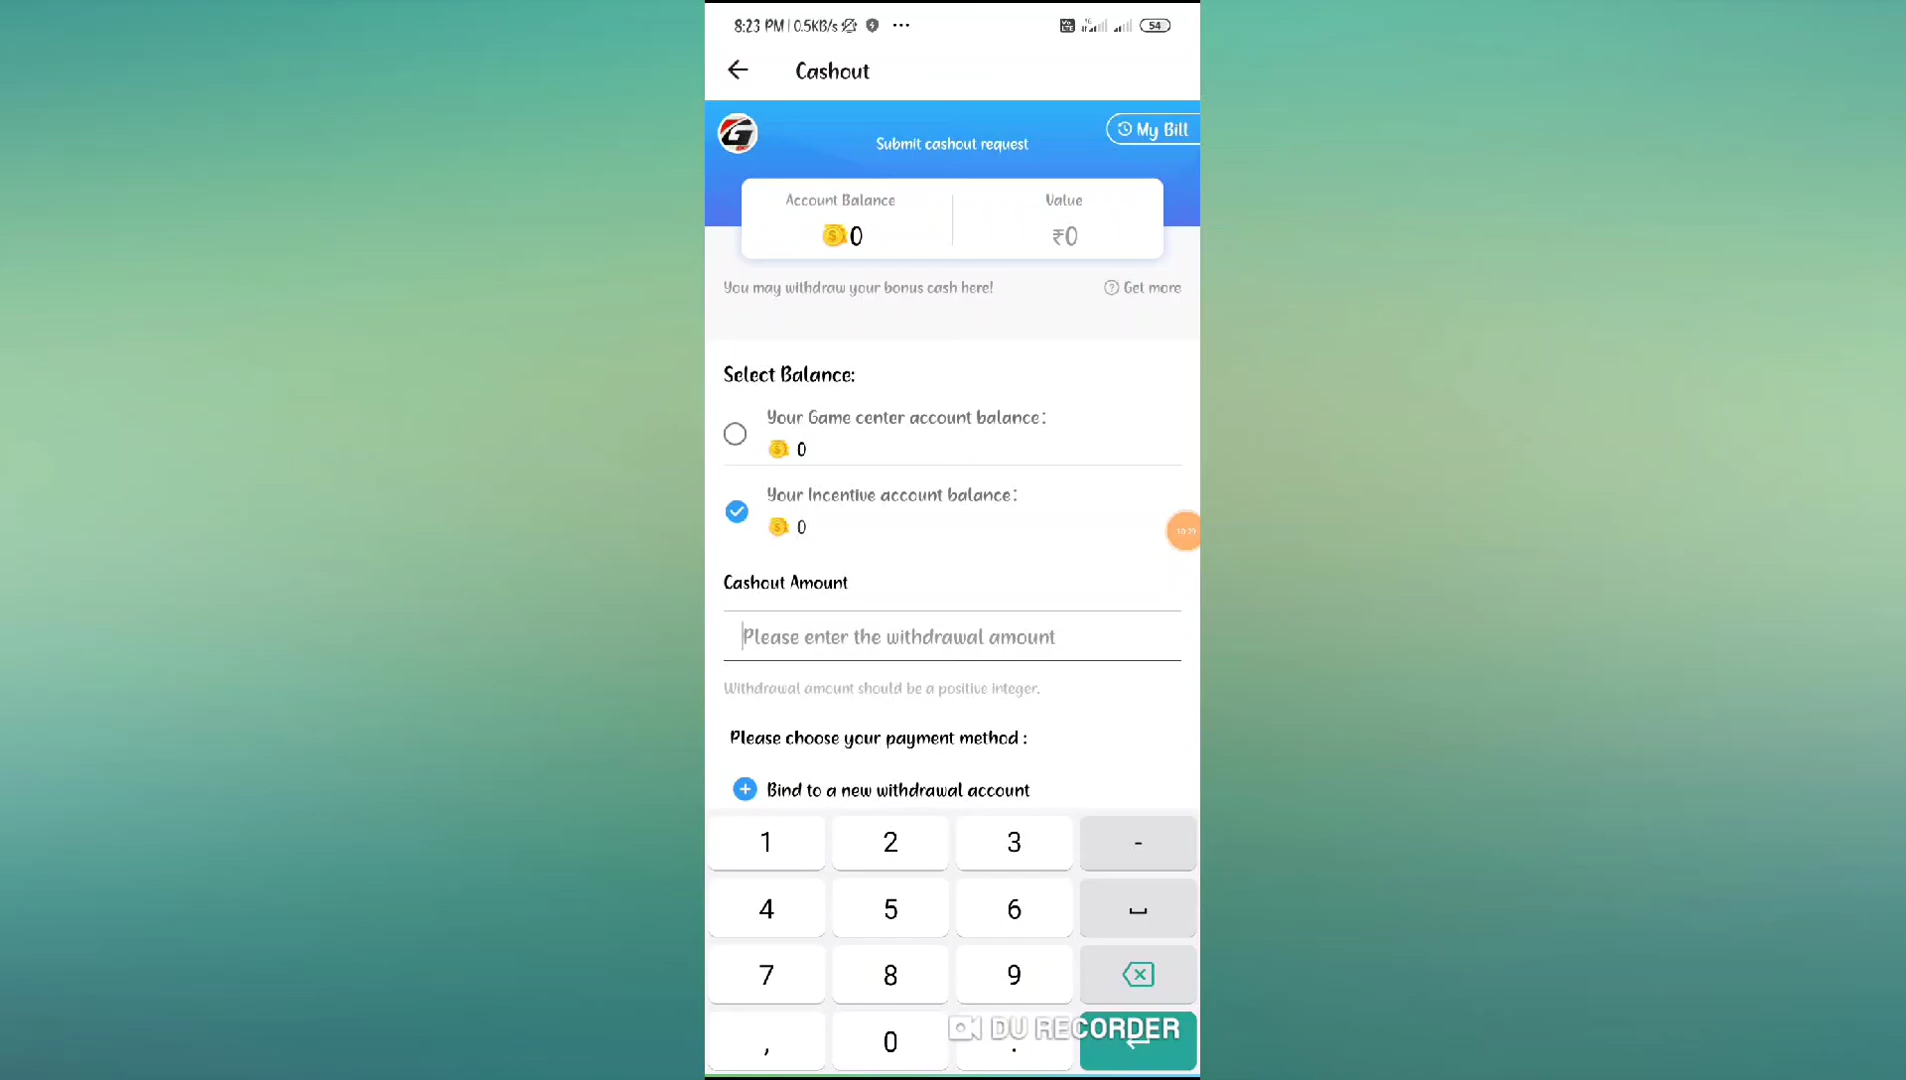 8:23 PM | 0.5KB/s ...
54
Cashout
My Bill
Submit cashout request
Account Balance
Value
0
₹0
You may withdraw your bonus cash here!
Get more
Select Balance:
Your Game center account balance:
0
Your Incentive account balance:
0
Cashout Amount
Please enter the withdrawal amount
Withdrawal amount should be a positive integer.
Please choose your payment method :
Bind to a new withdrawal account
1 2 3 -
4 5 6
7 8 9
, 0 .
DU RECORDER